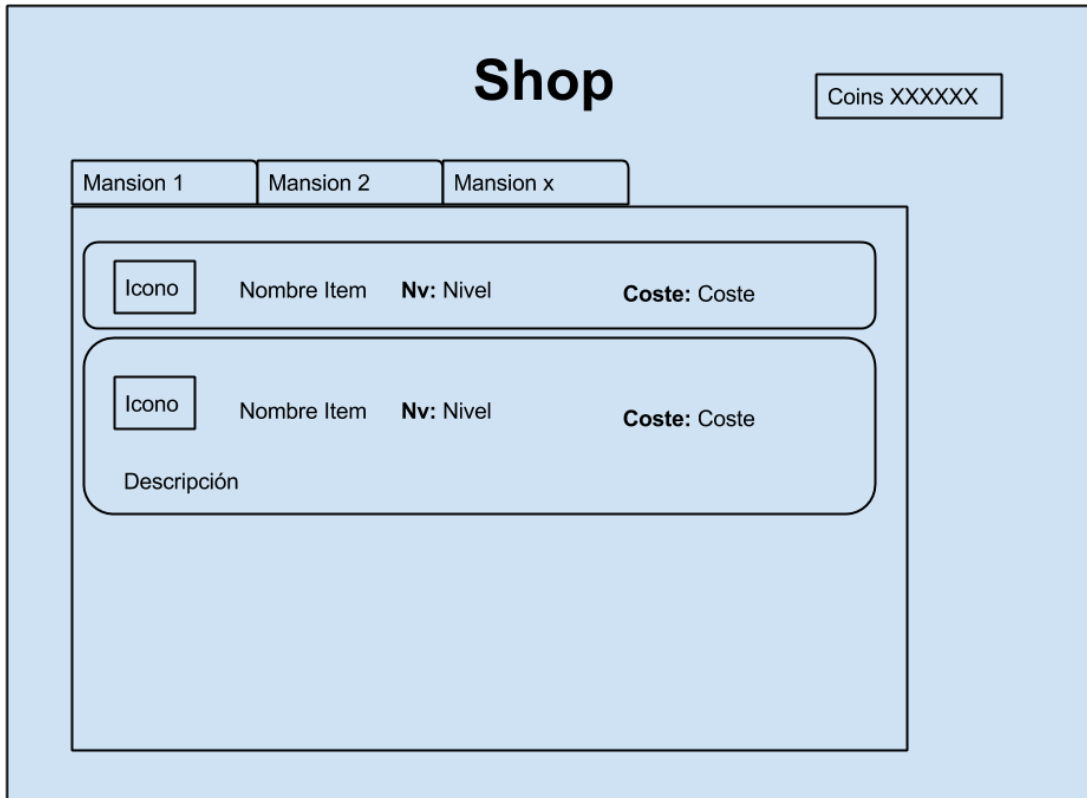 Shop
Coins XXXXXX
Mansion 1
Mansion 2
Mansion x
Icono
Nombre Item
Nv: Nivel
Coste: Coste
Icono
Nombre Item
Nv: Nivel
Coste: Coste
Descripción